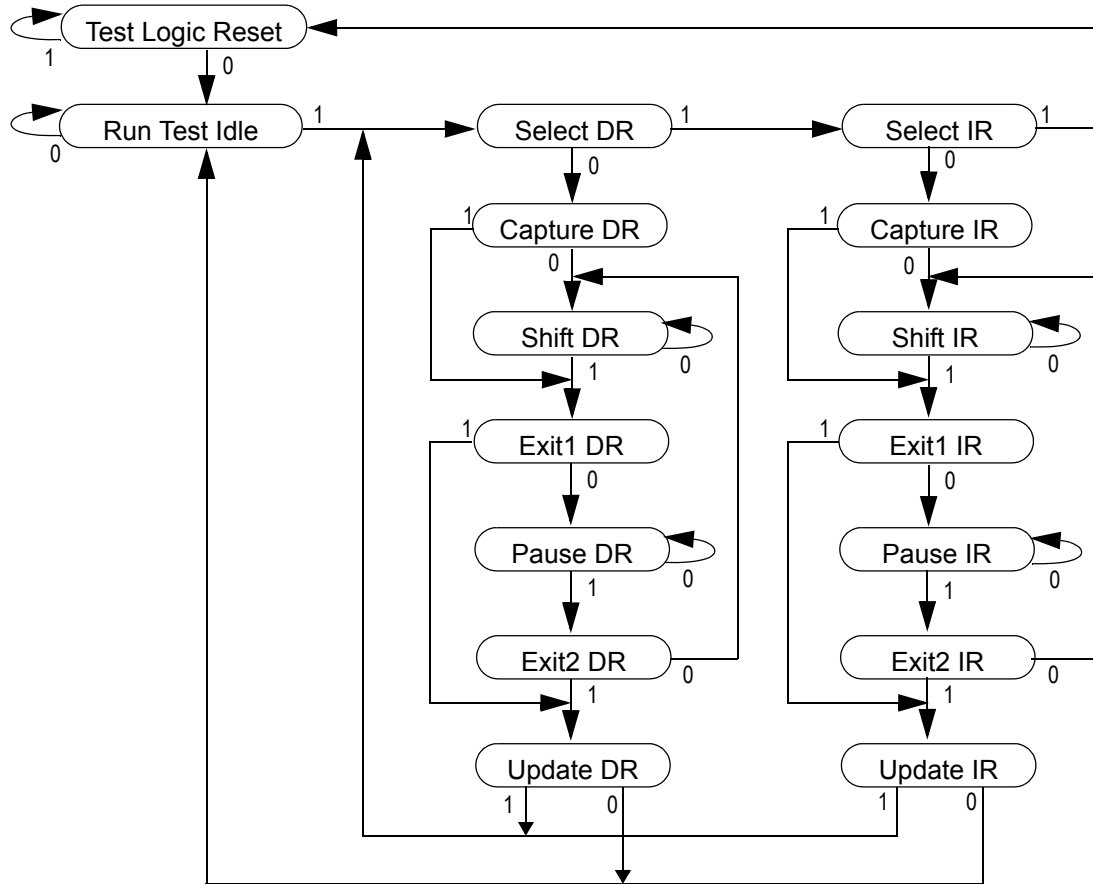 Test Logic Reset
1
0
Run Test Idle
1
0
Select DR
1
0
Select IR
1
0
1
Capture DR
0
1
Capture IR
0
Shift DR
0
1
Shift IR
0
1
1
Exit1 DR
0
1
Exit1 IR
0
Pause DR
0
1
Pause IR
0
1
Exit2 DR
0
1
Exit2 IR
0
1
Update DR
1
0
Update IR
1
0